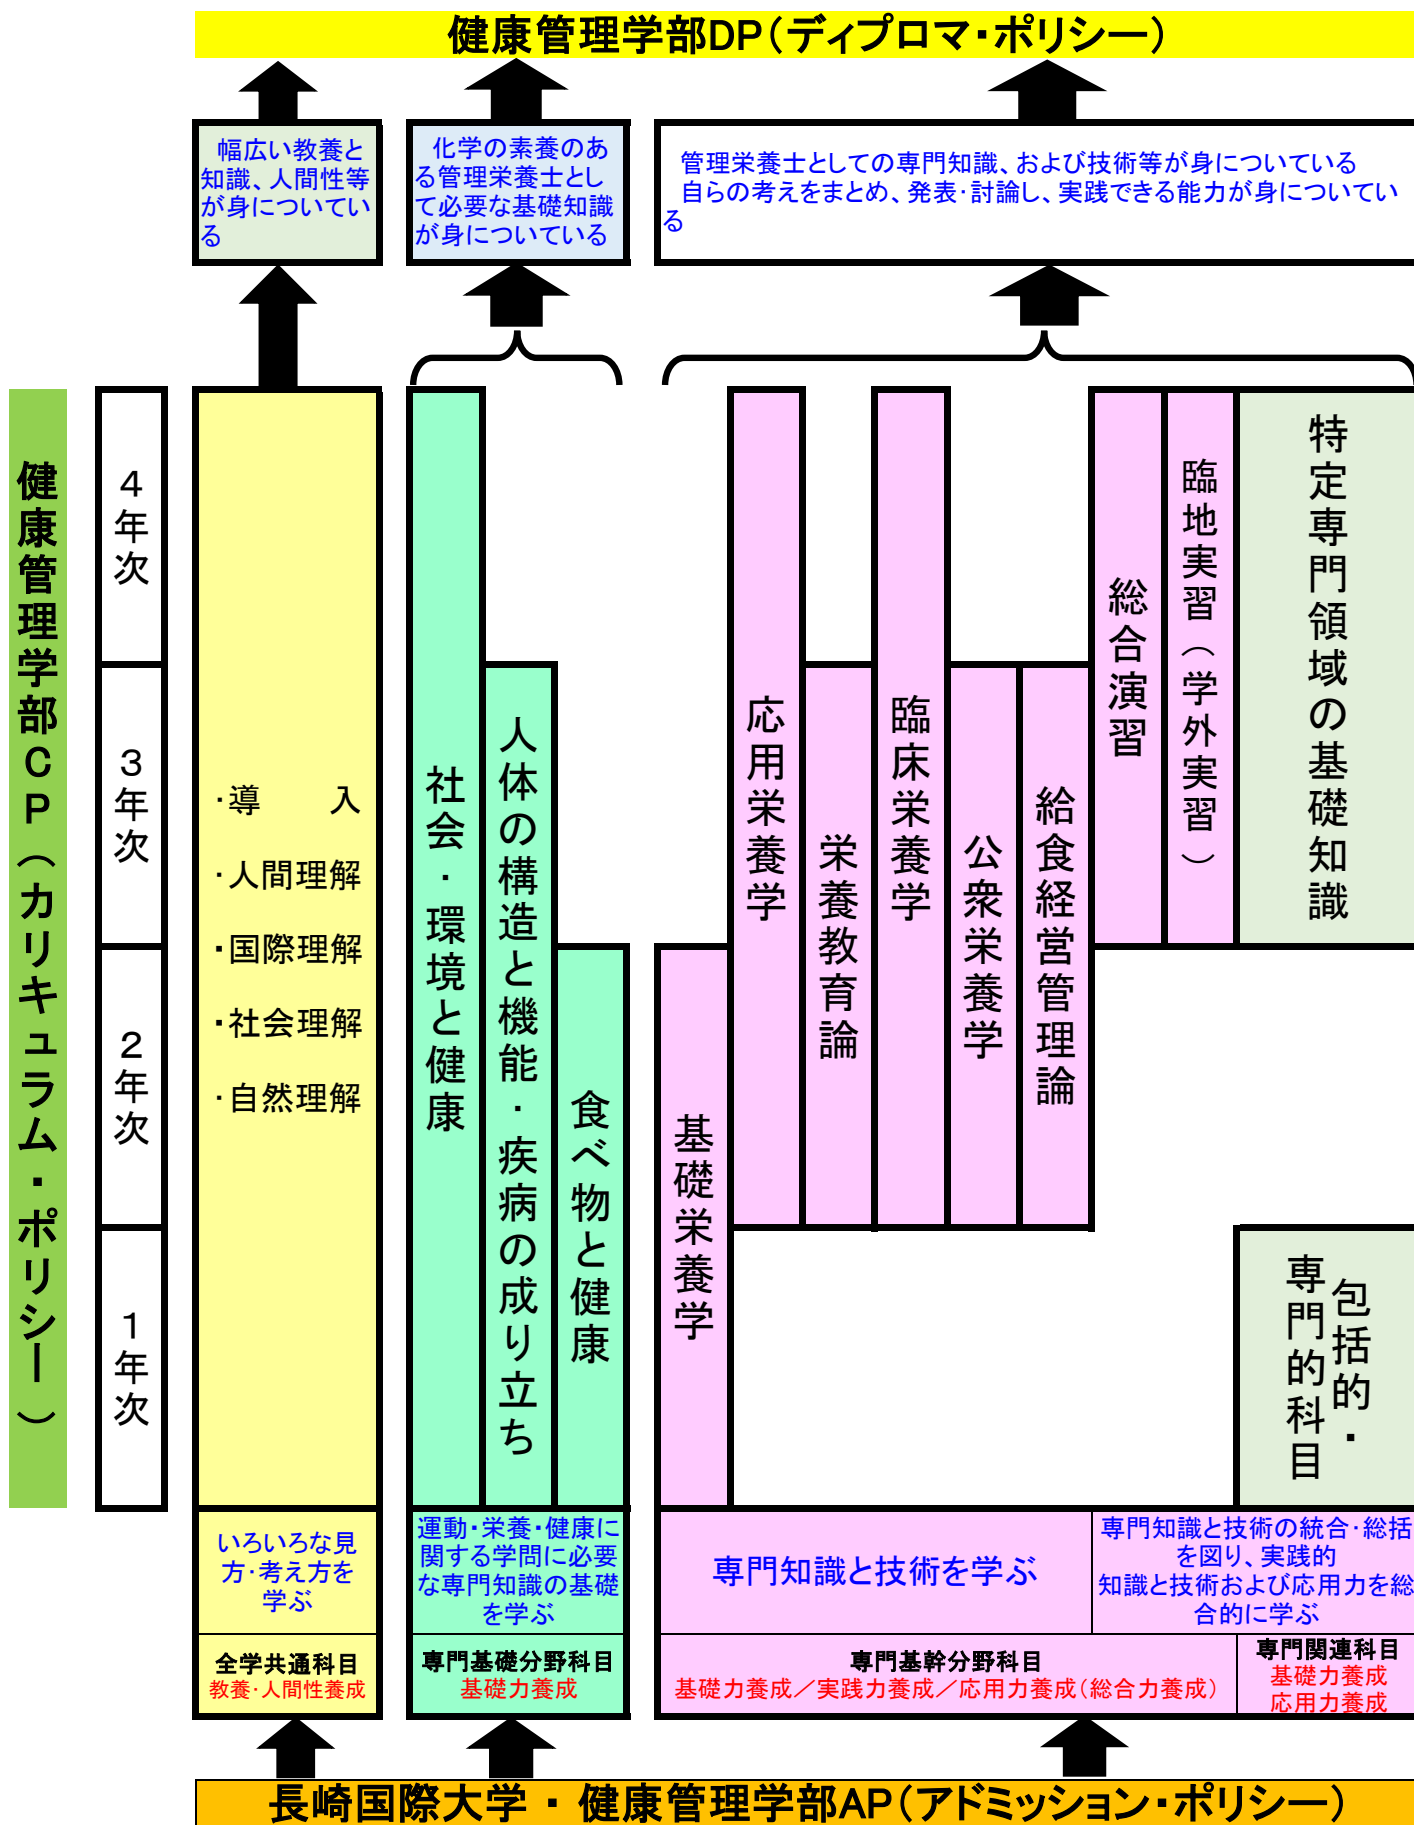 健康管理学部DP（ディプロマ・ポリシー）
幅広い教養と
知識、人間性等
が身についてい
る
化学の素養のあ
る管理栄養士とし
て必要な基礎知識
が身についている
管理栄養士としての専門知識、および技術等が身についている
自らの考えをまとめ、発表・討論し、実践できる能力が身についてい
る
健康管理学部CP（カリキュラム・ポリシー）
4年次
3年次
2年次
1年次
・導　　入
・人間理解
・国際理解
・社会理解
・自然理解
社会・環境と健康
人体の構造と機能・疾病の成り立ち
食べ物と健康
基礎栄養学
応用栄養学
栄養教育論
臨床栄養学
公衆栄養学
給食経営管理論
総合演習
臨地実習（学外実習）
特定専門領域の基礎知識
包括的・
専門的科目
いろいろな見
方・考え方を
学ぶ
運動・栄養・健康に
関する学問に必要
な専門知識の基礎
を学ぶ
専門知識と技術を学ぶ
専門知識と技術の統合・総括
を図り、実践的
知識と技術および応用力を総
合的に学ぶ
全学共通科目
教養・人間性養成
専門基礎分野科目
基礎力養成
専門基幹分野科目
基礎力養成／実践力養成／応用力養成（総合力養成）
専門関連科目
基礎力養成
応用力養成
長崎国際大学 ・ 健康管理学部AP（アドミッション・ポリシー）